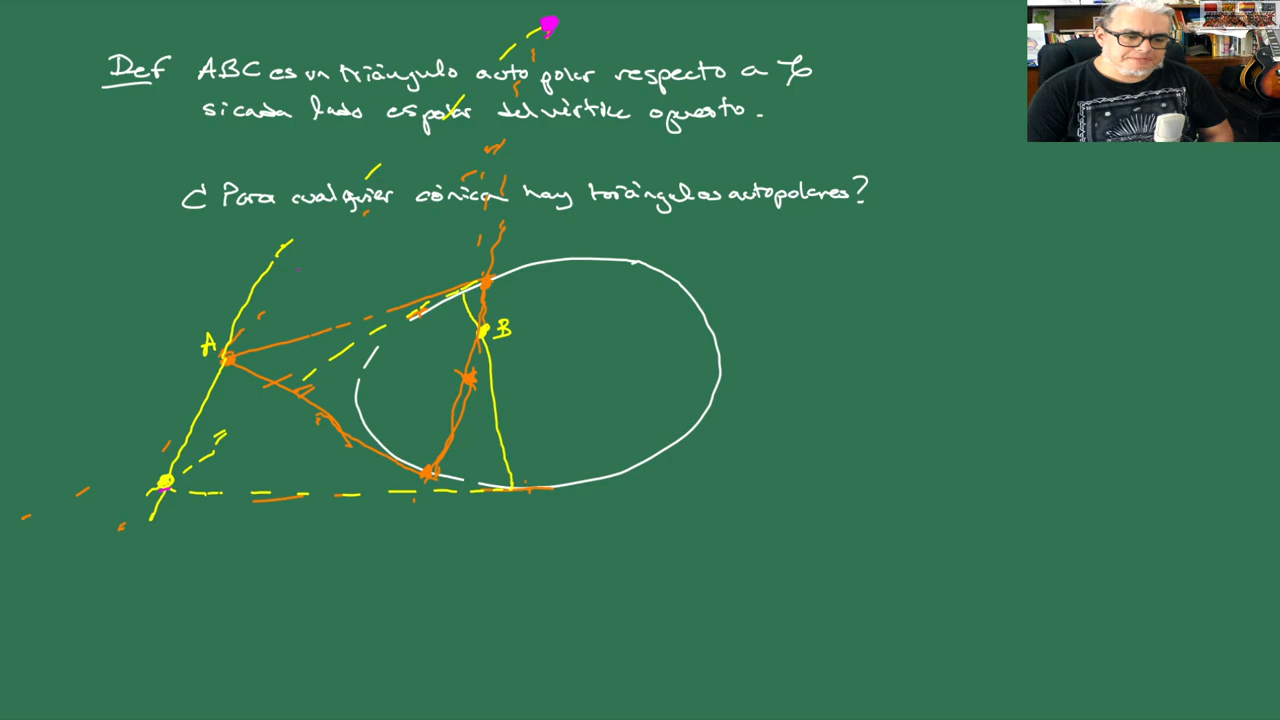 Def ABC es un triángulo auto polar respecto a 𝒞
si cada lado es polar del vértice opuesto.
¿Para cualquier cónica hay triángulos autopolares?
A
B